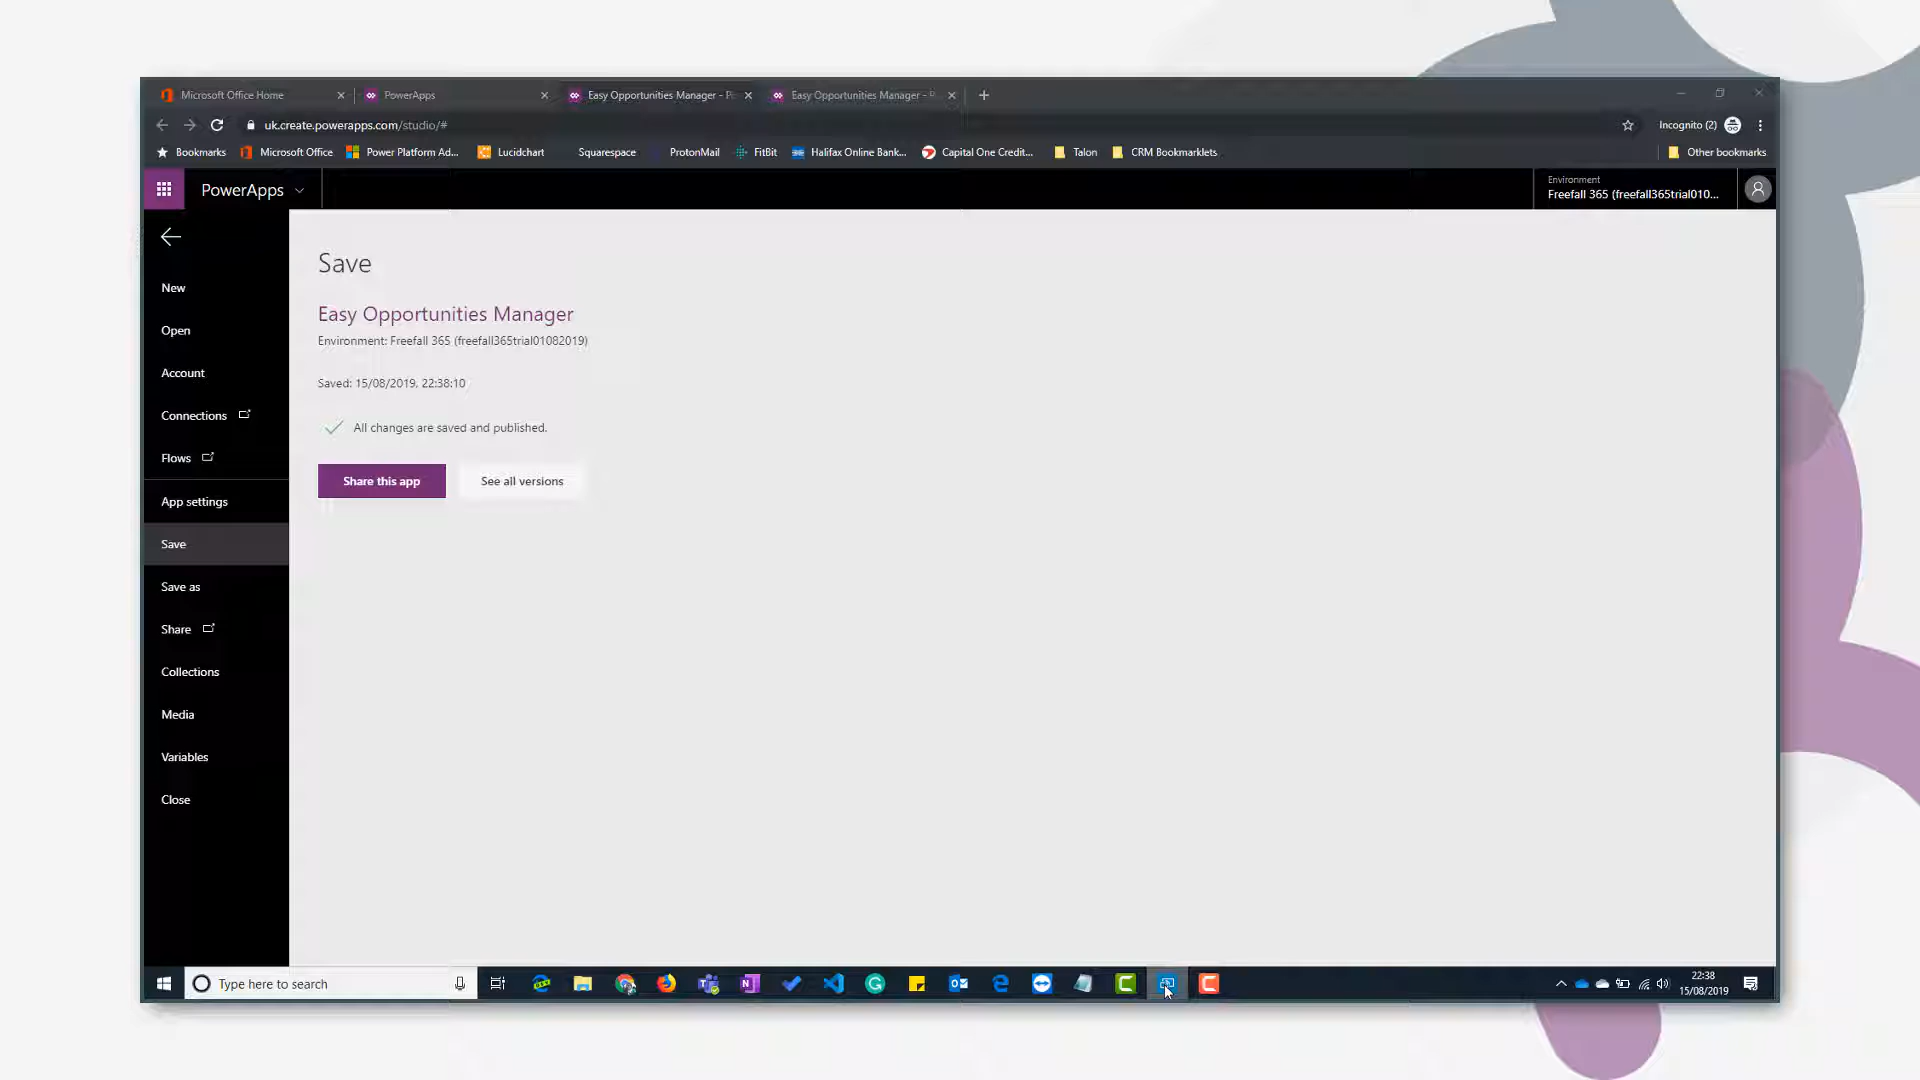 Microsoft Office Home
PowerApps
Easy Opportunities Manager - P
Easy Opportunities Manager - P
uk.create.powerapps.com/studio/#
Incognito (2)
Bookmarks
Microsoft Office
Power Platform Ad...
Lucidchart
Squarespace
ProtonMail
FitBit
Halifax Online Bank...
Capital One Credit...
Talon
CRM Bookmarklets
Other bookmarks
PowerApps
Environment
Freefall 365 (freefall365trial010...
New
Open
Account
Connections
Flows
App settings
Save
Save as
Share
Collections
Media
Variables
Close
Save
Easy Opportunities Manager
Environment: Freefall 365 (freefall365trial01082019)
Saved: 15/08/2019, 22:38:10
All changes are saved and published.
Share this app
See all versions
Type here to search
22:38
15/08/2019